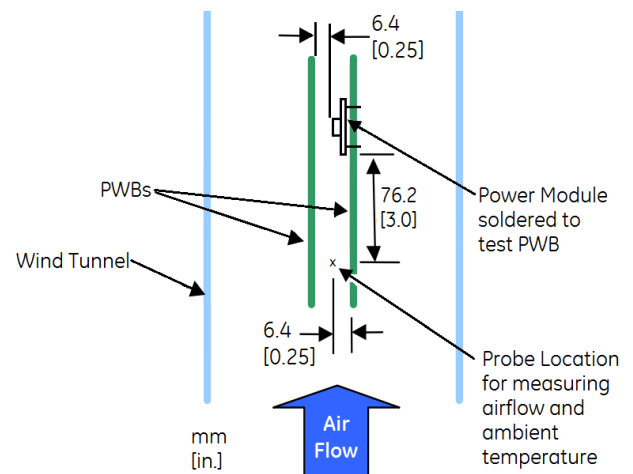 6.4
[0.25]
PWBs
76.2
[3.0]
Power Module
soldered to
test PWB
Wind Tunnel
x
6.4
[0.25]
Probe Location
for measuring
airflow and
ambient
temperature
Air
Flow
mm
[in.]